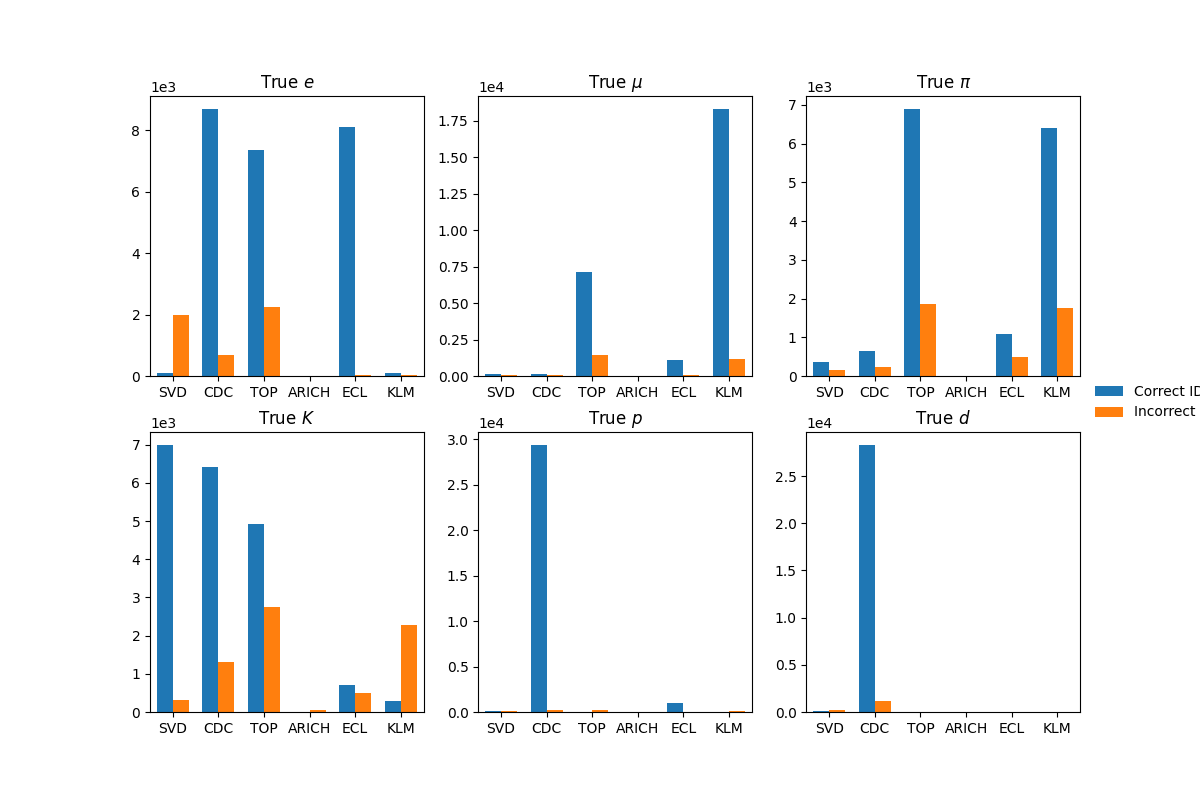 True e
1e3
8
6
4
2
0
SVD CDC TOP ARICH ECL KLM
True μ
1e4
1.75
1.50
1.25
1.00
0.75
0.50
0.25
0.00
SVD CDC TOP ARICH ECL KLM
True π
1e3
7
6
5
4
3
2
1
0
SVD CDC TOP ARICH ECL KLM
Correct ID
Incorrect
True K
1e3
7
6
5
4
3
2
1
0
SVD CDC TOP ARICH ECL KLM
True p
1e4
3.0
2.5
2.0
1.5
1.0
0.5
0.0
SVD CDC TOP ARICH ECL KLM
True d
1e4
2.5
2.0
1.5
1.0
0.5
0.0
SVD CDC TOP ARICH ECL KLM